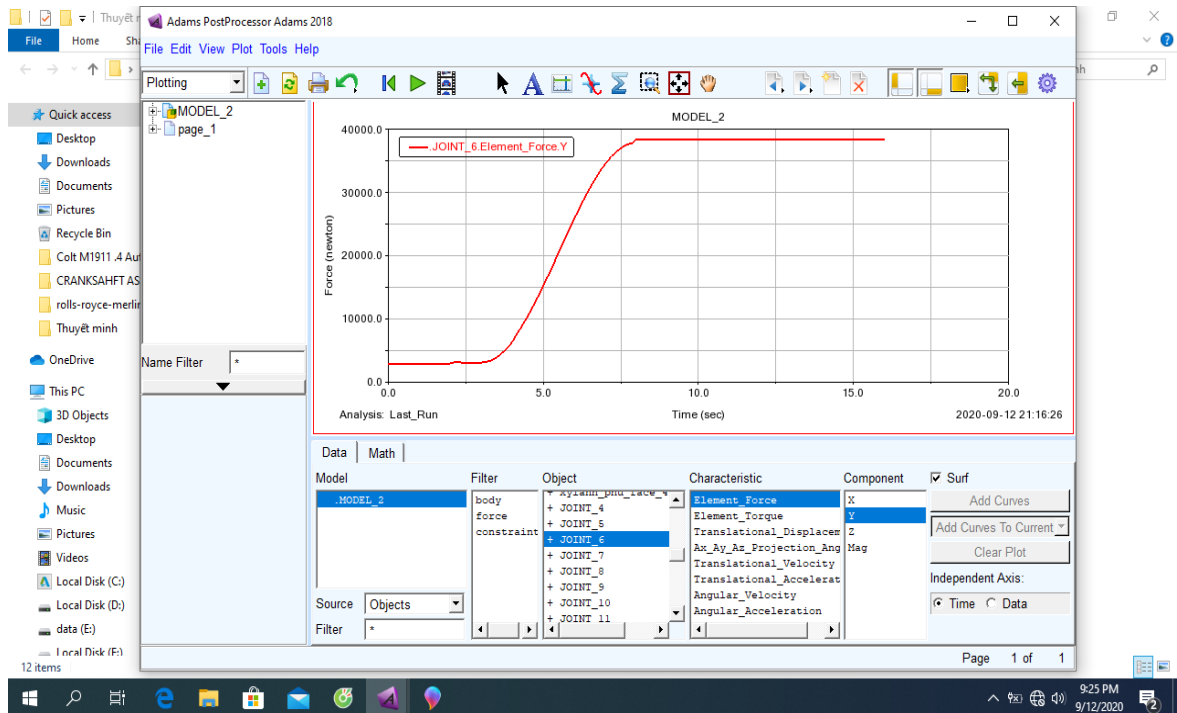 Thuyết
Adams PostProcessor Adams 2018
File Home Sh
File Edit View Plot Tools Help
Plotting
Quick access
Desktop
Downloads
Documents
Pictures
Recycle Bin
Colt M1911 .4 Au
CRANKSAHFT AS
rolls-royce-merlin
Thuyết minh
OneDrive
This PC
3D Objects
Desktop
Documents
Downloads
Music
Pictures
Videos
Local Disk (C:)
Local Disk (D:)
data (E:)
Local Disk (F:)
12 items
MODEL_2
page_1
Name Filter *
MODEL_2
.JOINT_6.Element_Force.Y
Force (newton)
40000.0
30000.0
20000.0
10000.0
0.0
0.0 5.0 10.0 15.0 20.0
Analysis: Last_Run Time (sec) 2020-09-12 21:16:26
Data Math
Model Filter Object Characteristic Component Surf
.MODEL_2
body
force
constraint
+ xylanh_phu_face_4
+ JOINT_4
+ JOINT_5
+ JOINT_6
+ JOINT_7
+ JOINT_8
+ JOINT_9
+ JOINT_10
+ JOINT_11
Element_Force
Element_Torque
Translational_Displacem
Ax_Ay_Az_Projection_Ang
Translational_Velocity
Translational_Accelerat
Angular_Velocity
Angular_Acceleration
X
Y
Z
Mag
Add Curves
Add Curves To Current
Clear Plot
Independent Axis:
Time Data
Source Objects
Filter *
Page 1 of 1
9:25 PM
9/12/2020
2